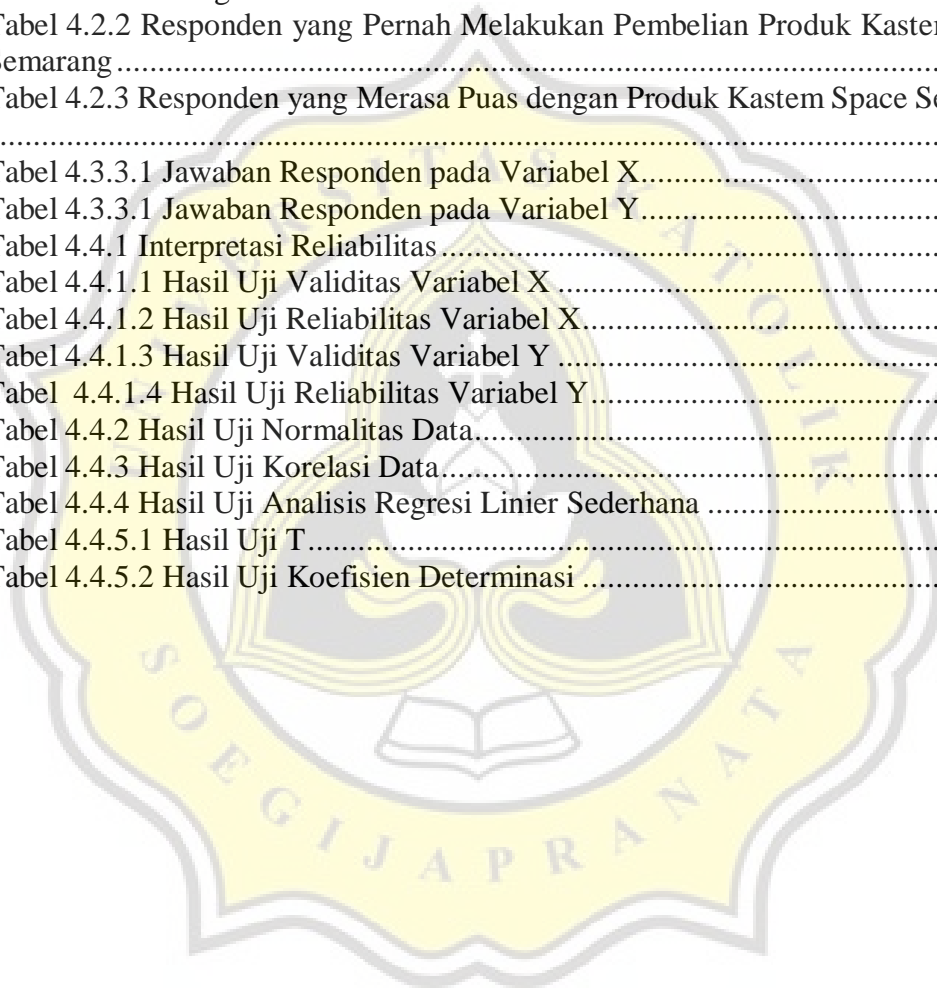 Tabel 4.2.2 Responden yang Pernah Melakukan Pembelian Produk Kastem
Semarang ..........................................................................................
Tabel 4.2.3 Responden yang Merasa Puas dengan Produk Kastem Space
..........................................................................................
Tabel 4.3.3.1 Jawaban Responden pada Variabel X..........................................
Tabel 4.3.3.1 Jawaban Responden pada Variabel Y..........................................
Tabel 4.4.1 Interpretasi Reliabilitas ..........................................
Tabel 4.4.1.1 Hasil Uji Validitas Variabel X ..........................................
Tabel 4.4.1.2 Hasil Uji Reliabilitas Variabel X..........................................
Tabel 4.4.1.3 Hasil Uji Validitas Variabel Y ..........................................
Tabel 4.4.1.4 Hasil Uji Reliabilitas Variabel Y..........................................
Tabel 4.4.2 Hasil Uji Normalitas Data..........................................
Tabel 4.4.3 Hasil Uji Korelasi Data..........................................
Tabel 4.4.4 Hasil Uji Analisis Regresi Linier Sederhana ..............................
Tabel 4.4.5.1 Hasil Uji T..........................................
Tabel 4.4.5.2 Hasil Uji Koefisien Determinasi ..........................................
UNIVERSITAS KATOLIK
SOEGIJAPRANATA